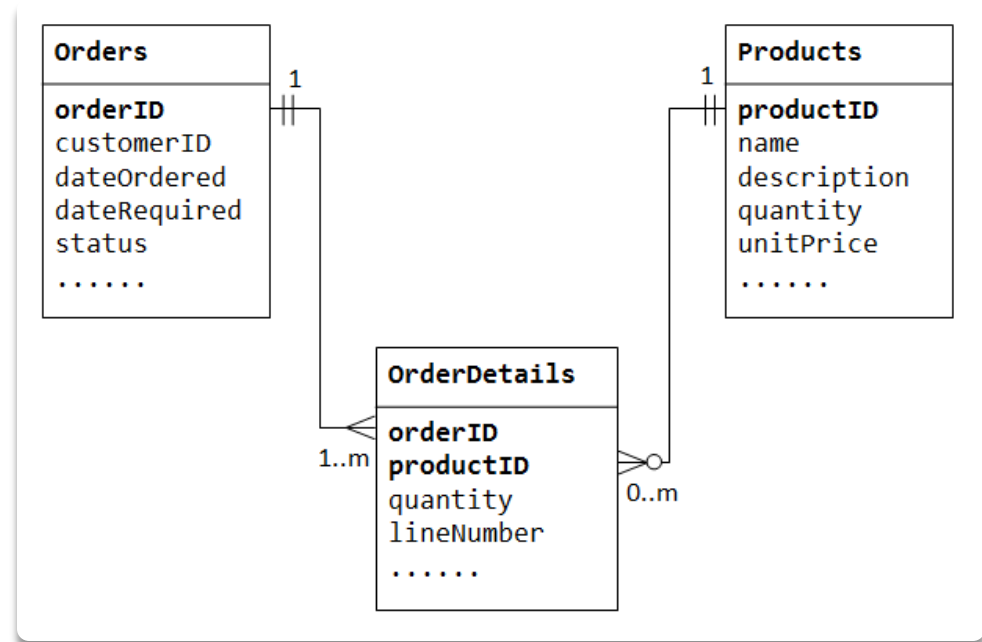 Orders
1
orderID
customerID
dateOrdered
dateRequired
status
......
Products
1
productID
name
description
quantity
unitPrice
......
OrderDetails
orderID
productID
quantity
lineNumber
......
1..m
0..m